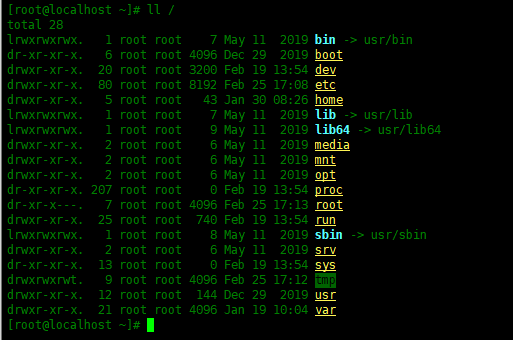 [root@localhost ~]# ll /
total 28
lrwxrwxrwx.   1 root root    7 May 11  2019 bin -> usr/bin
dr-xr-xr-x.   6 root root 4096 Dec 29  2019 boot
drwxr-xr-x.  20 root root 3200 Feb 19 13:54 dev
drwxr-xr-x.  80 root root 8192 Feb 25 17:08 etc
drwxr-xr-x.   5 root root   43 Jan 30 08:26 home
lrwxrwxrwx.   1 root root    7 May 11  2019 lib -> usr/lib
lrwxrwxrwx.   1 root root    9 May 11  2019 lib64 -> usr/lib64
drwxr-xr-x.   2 root root    6 May 11  2019 media
drwxr-xr-x.   2 root root    6 May 11  2019 mnt
drwxr-xr-x.   2 root root    6 May 11  2019 opt
dr-xr-xr-x. 207 root root    0 Feb 19 13:54 proc
dr-xr-x---.   7 root root 4096 Feb 25 17:13 root
drwxr-xr-x.  25 root root  740 Feb 19 13:54 run
lrwxrwxrwx.   1 root root    8 May 11  2019 sbin -> usr/sbin
drwxr-xr-x.   2 root root    6 May 11  2019 srv
dr-xr-xr-x.  13 root root    0 Feb 19 13:54 sys
drwxrwxrwt.   9 root root 4096 Feb 25 17:12 tmp
drwxr-xr-x.  12 root root  144 Dec 29  2019 usr
drwxr-xr-x.  21 root root 4096 Jan 19 10:04 var
[root@localhost ~]#